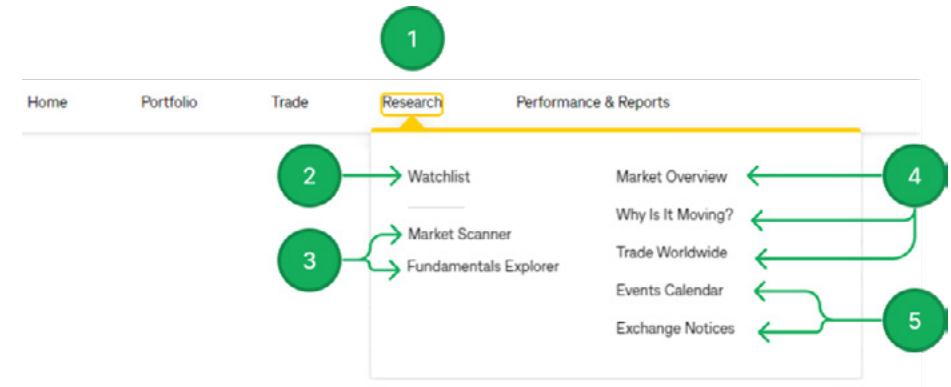 1
Home Portfolio Trade Research Performance & Reports
2 Watchlist Market Overview 4
Why Is It Moving?
3 Market Scanner Trade Worldwide
Fundamentals Explorer
Events Calendar
5
Exchange Notices